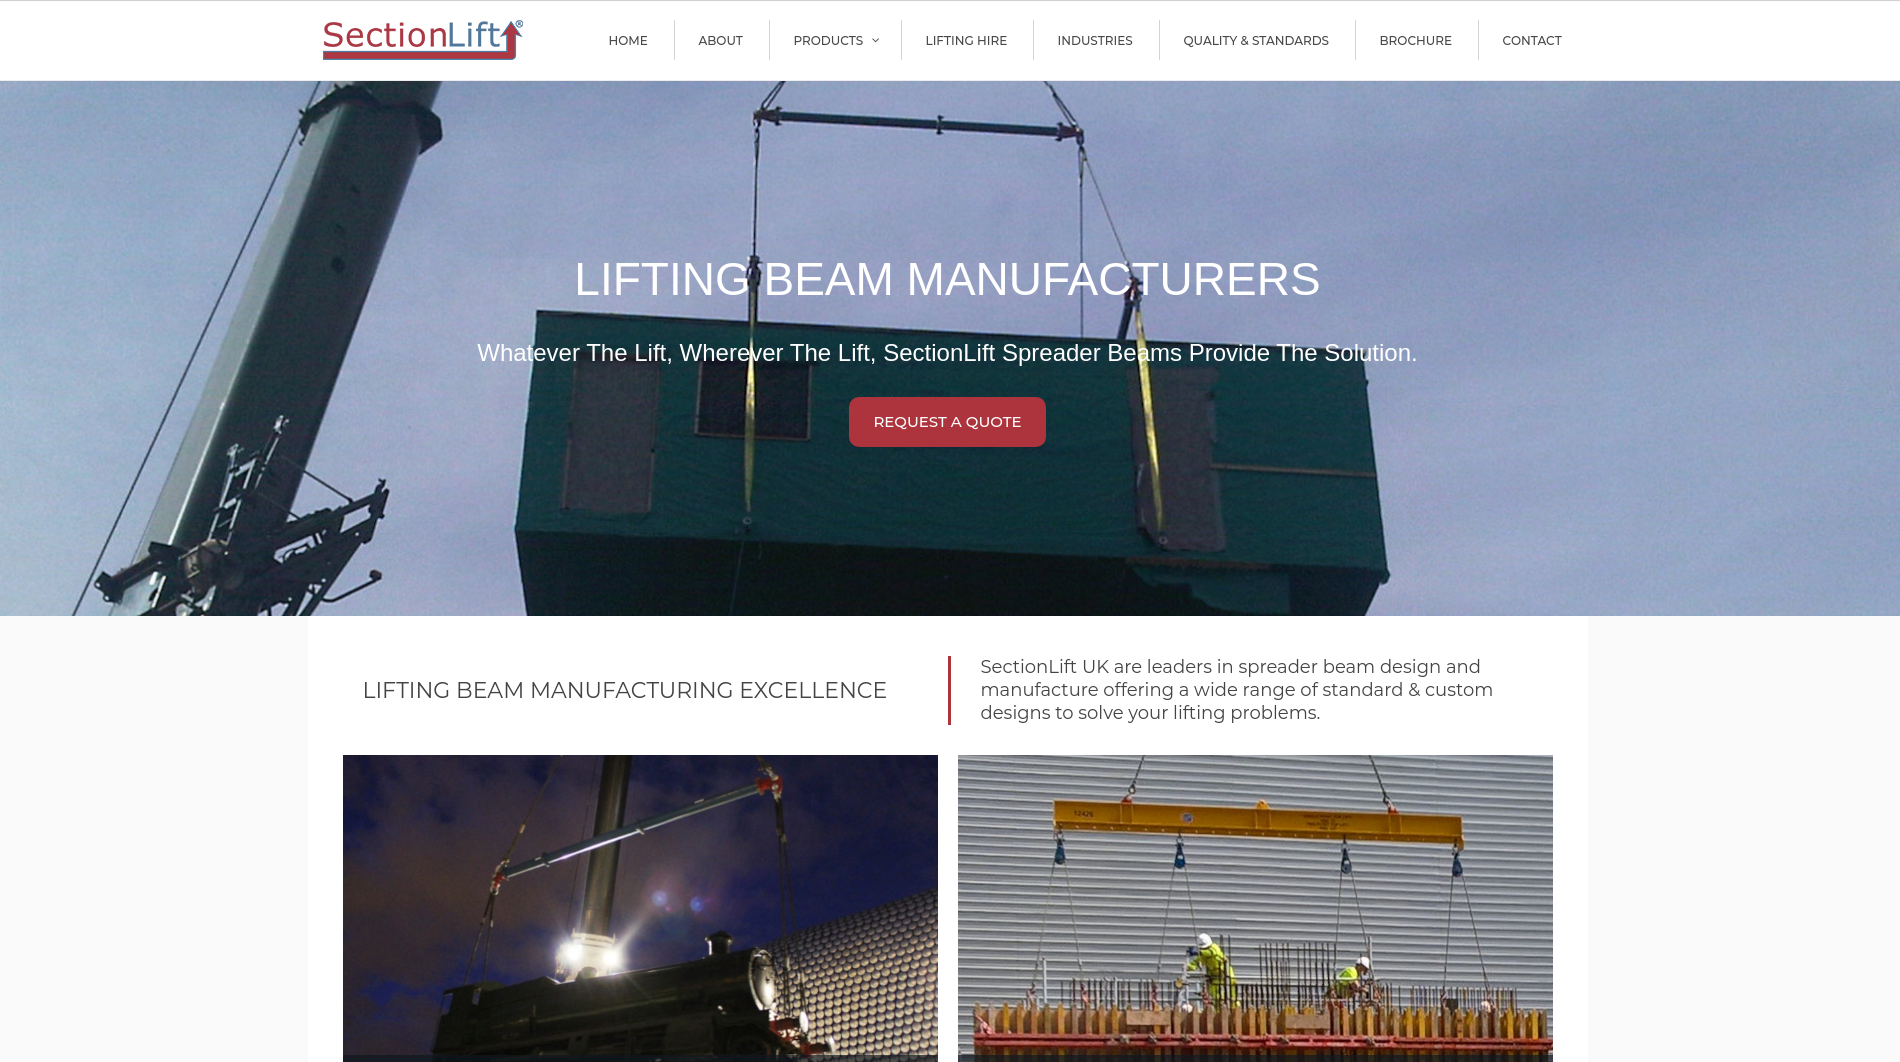 SectionLift®
HOME
ABOUT
PRODUCTS
LIFTING HIRE
INDUSTRIES
QUALITY & STANDARDS
BROCHURE
CONTACT
LIFTING BEAM MANUFACTURERS
Whatever The Lift, Wherever The Lift, SectionLift Spreader Beams Provide The Solution.
REQUEST A QUOTE
LIFTING BEAM MANUFACTURING EXCELLENCE
SectionLift UK are leaders in spreader beam design and
manufacture offering a wide range of standard & custom
designs to solve your lifting problems.
12426